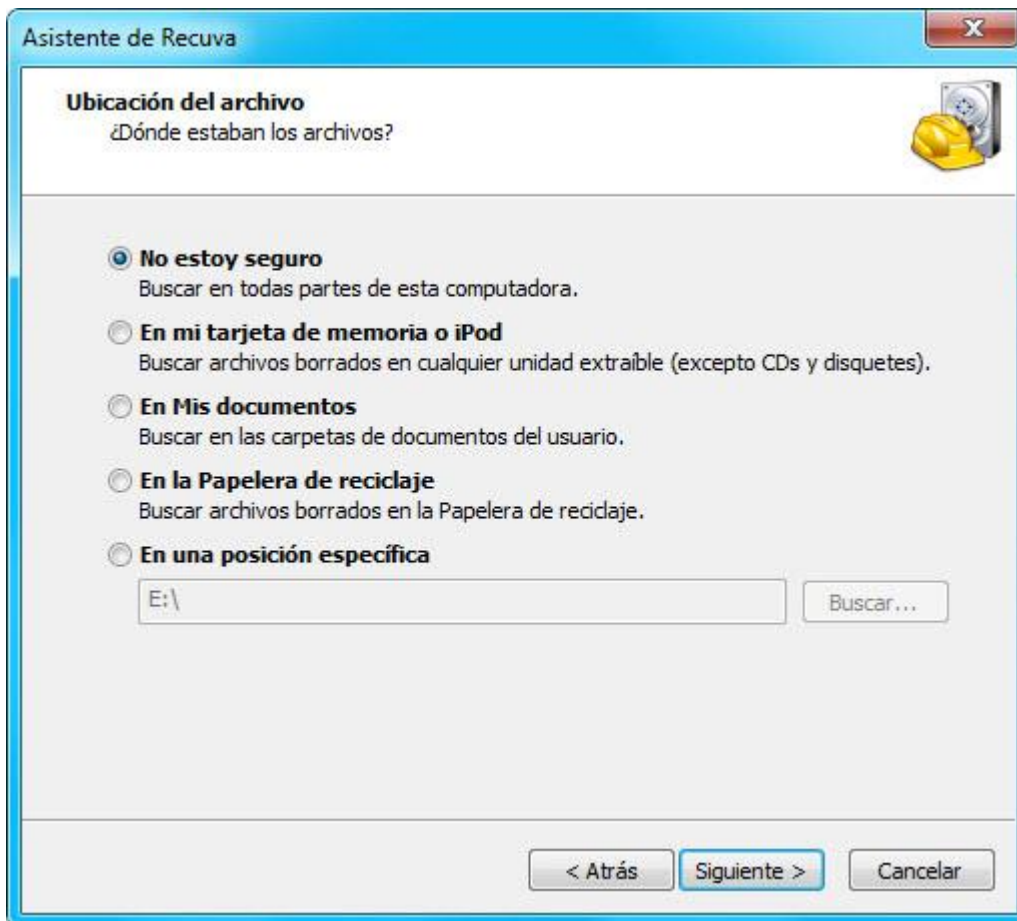 Asistente de Recuva
Ubicación del archivo
¿Dónde estaban los archivos?
No estoy seguro
Buscar en todas partes de esta computadora.
En mi tarjeta de memoria o iPod
Buscar archivos borrados en cualquier unidad extraíble (excepto CDs y disquetes).
En Mis documentos
Buscar en las carpetas de documentos del usuario.
En la Papelera de reciclaje
Buscar archivos borrados en la Papelera de reciclaje.
En una posición específica
E:\
Buscar...
< Atrás
Siguiente >
Cancelar